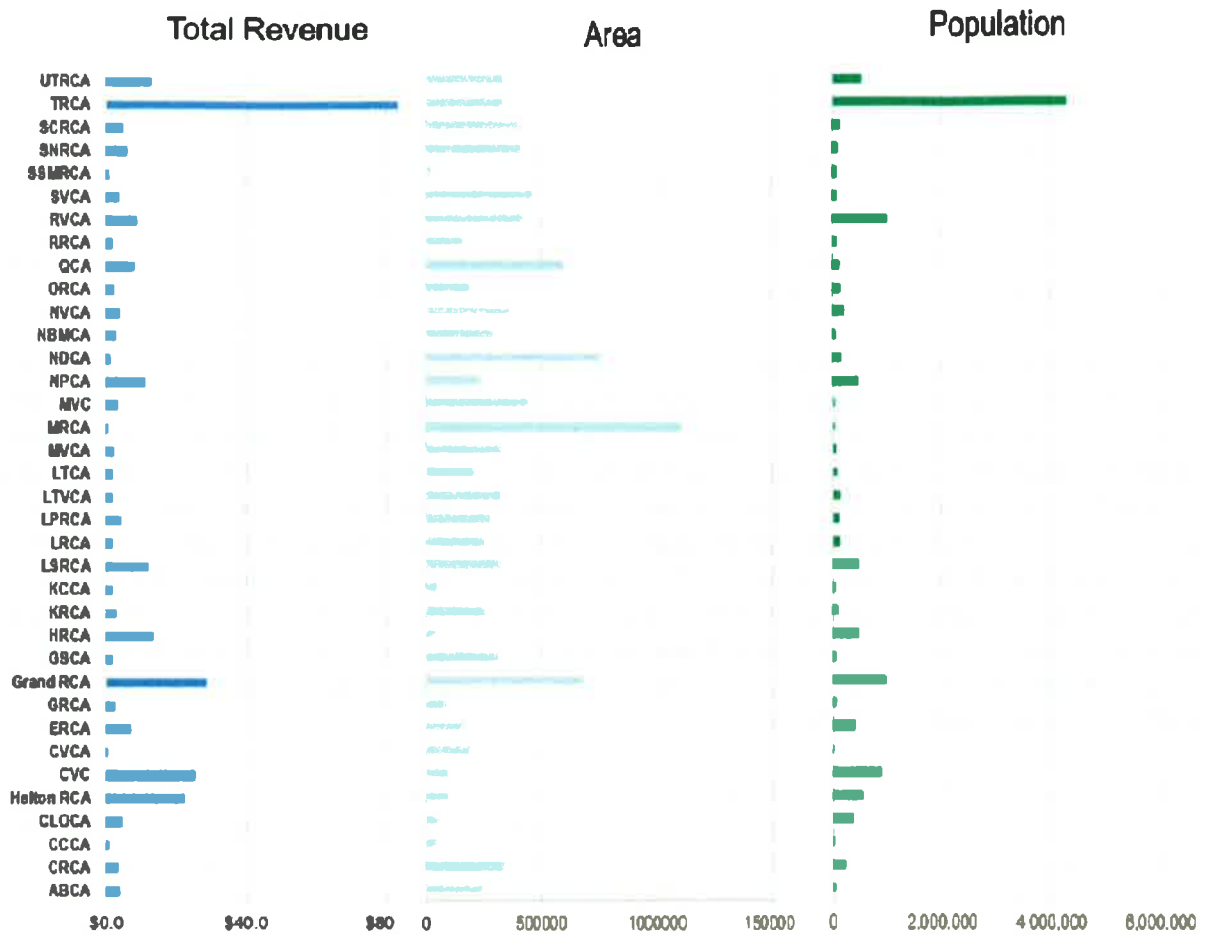 Total Revenue
Area
Population
UTRCA
TRCA
SCRCA
SNRCA
SSMRCA
SVCA
RVCA
RRCA
QCA
ORCA
NVCA
NBMCA
NDCA
NPCA
MVC
MRCA
MVCA
LTCA
LTVCA
LPRCA
LRCA
LSRCA
KCCA
KRCA
HRCA
GSCA
Grand RCA
GRCA
ERCA
CVCA
CVC
Halton RCA
CLOCA
CCCA
CRCA
ABCA
$0.0 $40.0 $80 0 500000 1000000 150000 0 2,000,000 4,000,000 6,000,000